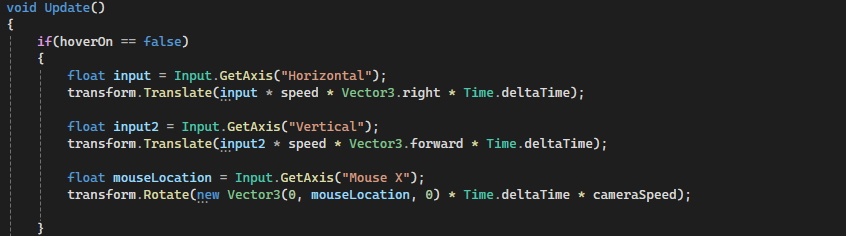 void Update()
{
if(hoverOn == false)
{
float input = Input.GetAxis("Horizontal");
transform.Translate(input * speed * Vector3.right * Time.deltaTime);
float input2 = Input.GetAxis("Vertical");
transform.Translate(input2 * speed * Vector3.forward * Time.deltaTime);
float mouseLocation = Input.GetAxis("Mouse X");
transform.Rotate(new Vector3(0, mouseLocation, 0) * Time.deltaTime * cameraSpeed);
}